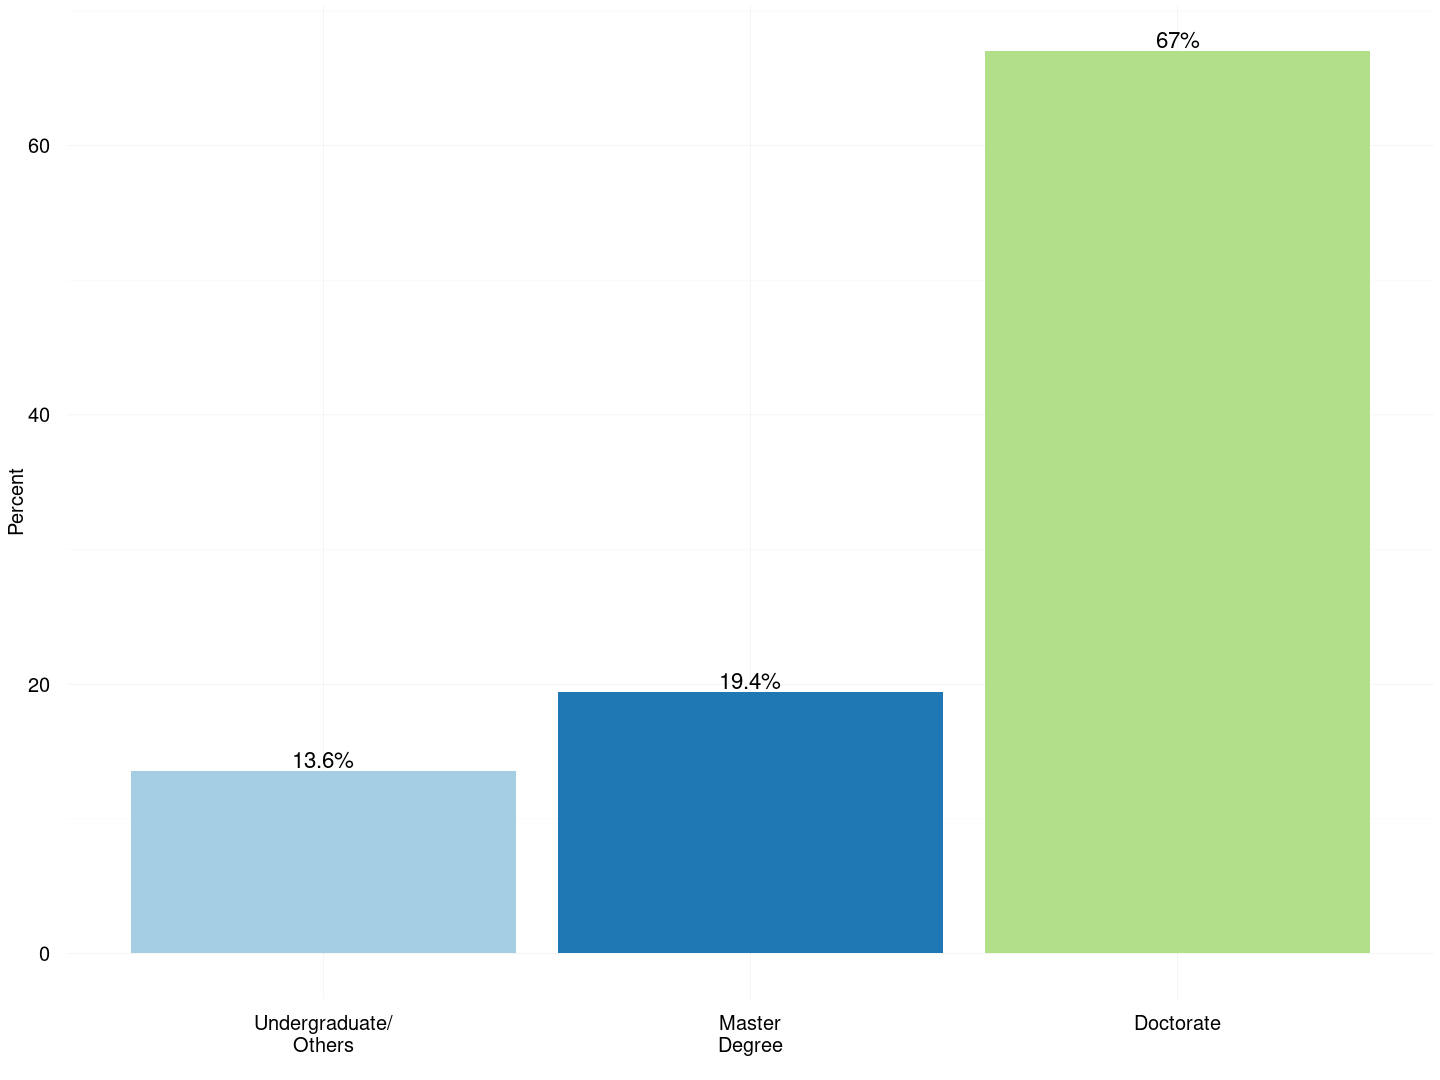 67%
60
40
Percent
20
19.4%
13.6%
0
Undergraduate/
Others
Master
Degree
Doctorate